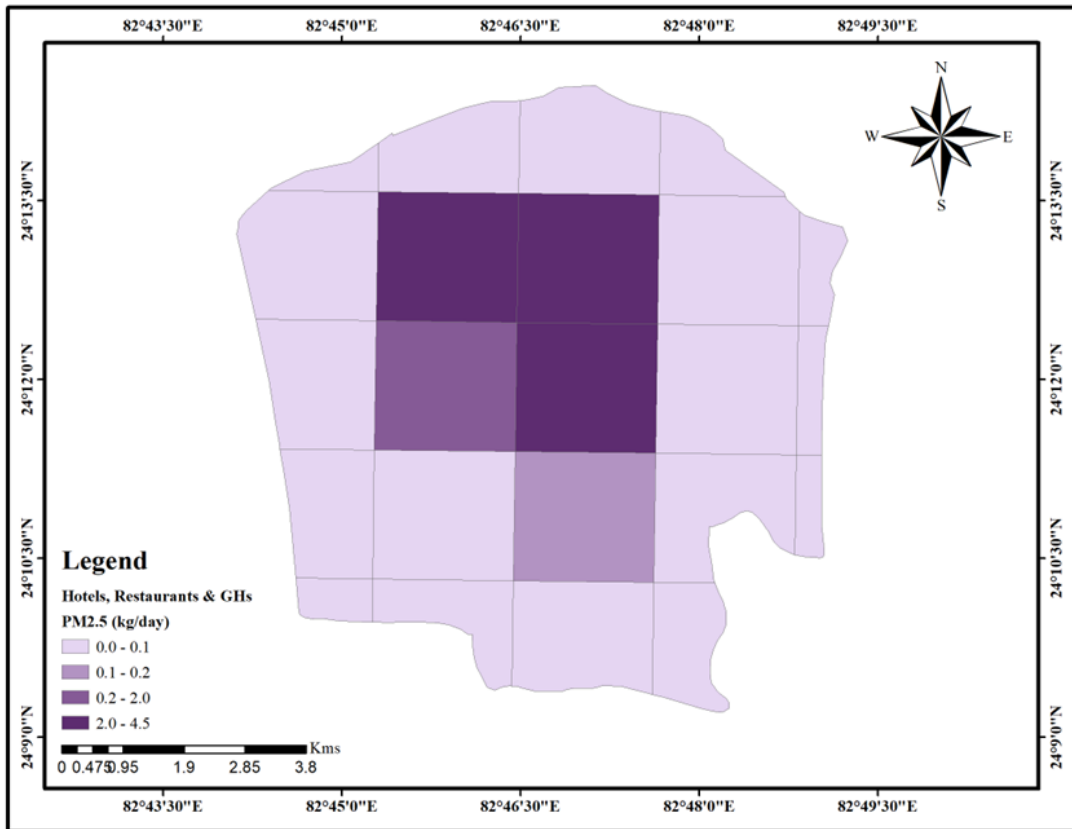 82°43'30"E 82°45'0"E 82°46'30"E 82°48'0"E 82°49'30"E
N
W E
S
24°13'30"N 24°13'30"N
24°12'0"N 24°12'0"N
24°10'30"N 24°10'30"N
24°9'0"N 24°9'0"N
Legend
Hotels, Restaurants & GHs
PM2.5 (kg/day)
0.0 - 0.1
0.1 - 0.2
0.2 - 2.0
2.0 - 4.5
Kms
0 0.475 0.95 1.9 2.85 3.8
82°43'30"E 82°45'0"E 82°46'30"E 82°48'0"E 82°49'30"E